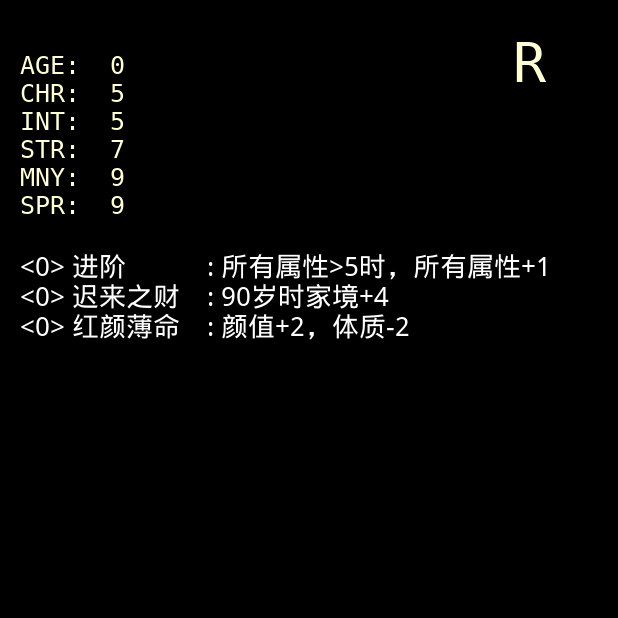 R
AGE: 0
CHR: 5
INT: 5
STR: 7
MNY: 9
SPR: 9
<0> 进阶 : 所有属性>5时，所有属性+1
<0> 迟来之财 : 90岁时家境+4
<0> 红颜薄命 : 颜值+2，体质-2